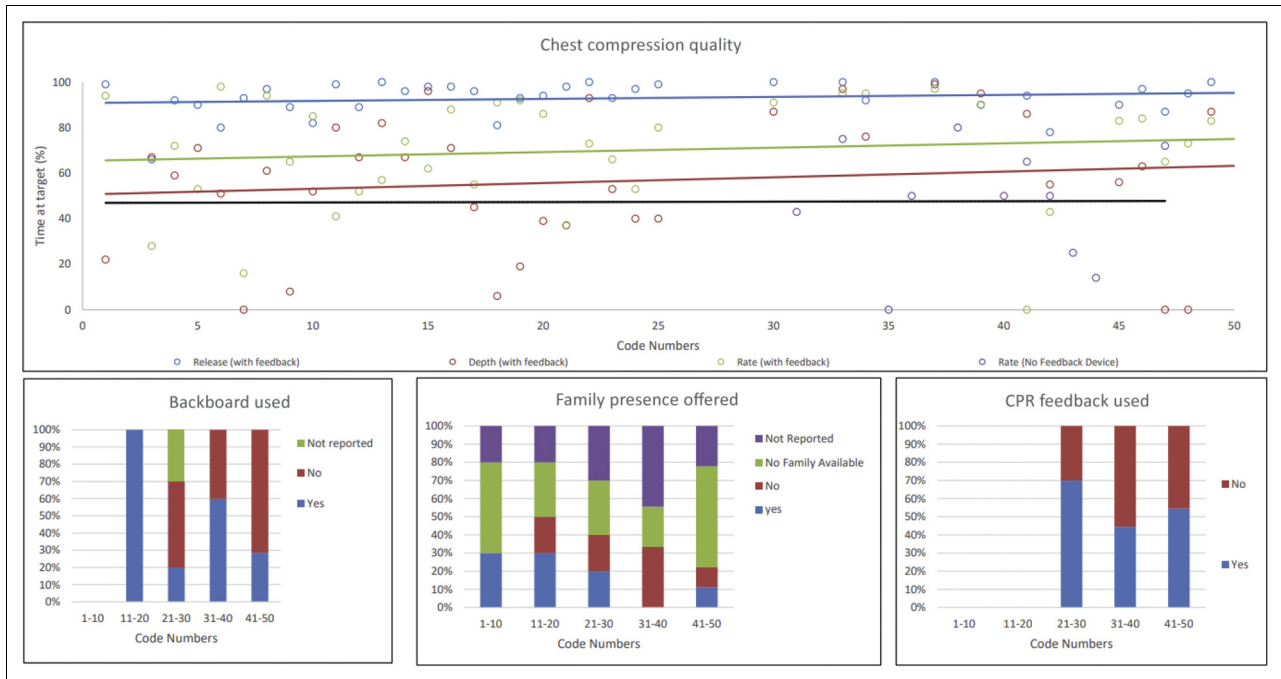 Chest compression quality
Time at target (%)
100
80
60
40
20
0
0 5 10 15 20 25 30 35 40 45 50
Code Numbers
Release (with feedback) Depth (with feedback) Rate (with feedback) Rate (No Feedback Device)
Backboard used
100%
90%
80%
70%
60%
50%
40%
30%
20%
10%
0%
Not reported
No
Yes
1-10 11-20 21-30 31-40 41-50
Code Numbers
Family presence offered
100%
90%
80%
70%
60%
50%
40%
30%
20%
10%
0%
Not Reported
No Family Available
No
yes
1-10 11-20 21-30 31-40 41-50
Code Numbers
CPR feedback used
100%
90%
80%
70%
60%
50%
40%
30%
20%
10%
0%
No
Yes
1-10 11-20 21-30 31-40 41-50
Code Numbers